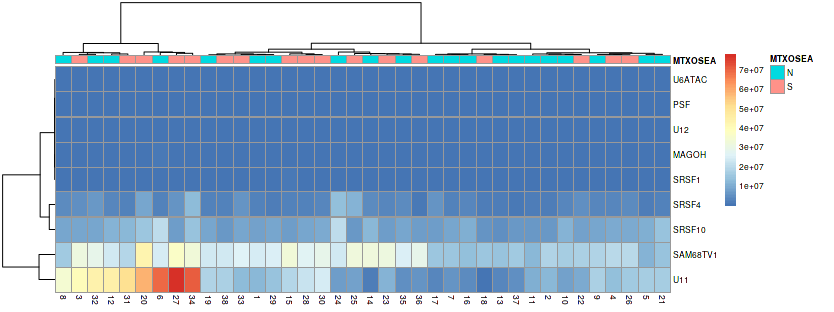 MTXOSEA
U6ATAC
PSF
U12
MAGOH
SRSF1
SRSF4
SRSF10
SAM68TV1
U11
8 3 32 12 31 20 6 27 34 19 38 33 1 29 15 28 30 24 25 14 23 35 36 17 7 16 18 13 37 11 2 10 22 9 4 26 5 21
7e+07
6e+07
5e+07
4e+07
3e+07
2e+07
1e+07
MTXOSEA
N
S